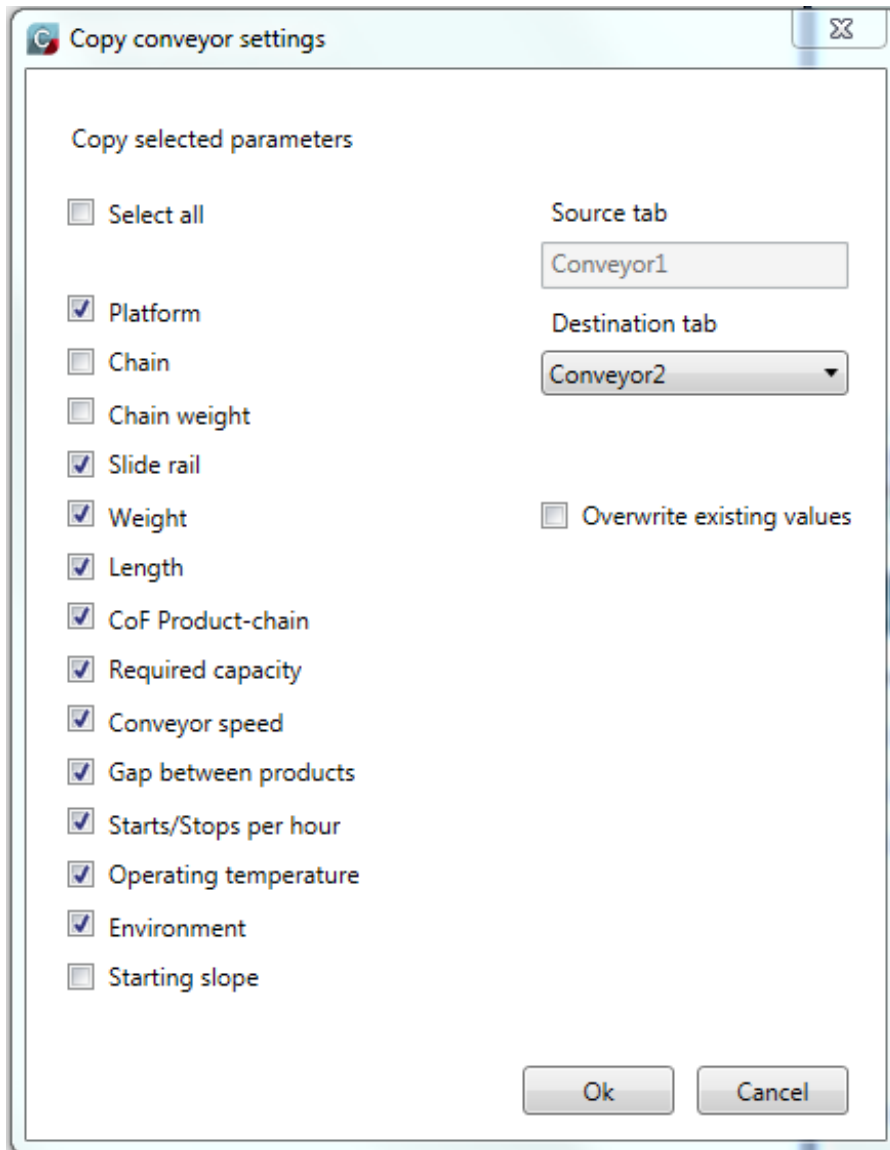 Copy conveyor settings
Copy selected parameters
Select all
Source tab
Conveyor1
Platform
Destination tab
Chain
Conveyor2
Chain weight
Slide rail
Weight
Overwrite existing values
Length
CoF Product-chain
Required capacity
Conveyor speed
Gap between products
Starts/Stops per hour
Operating temperature
Environment
Starting slope
Ok
Cancel